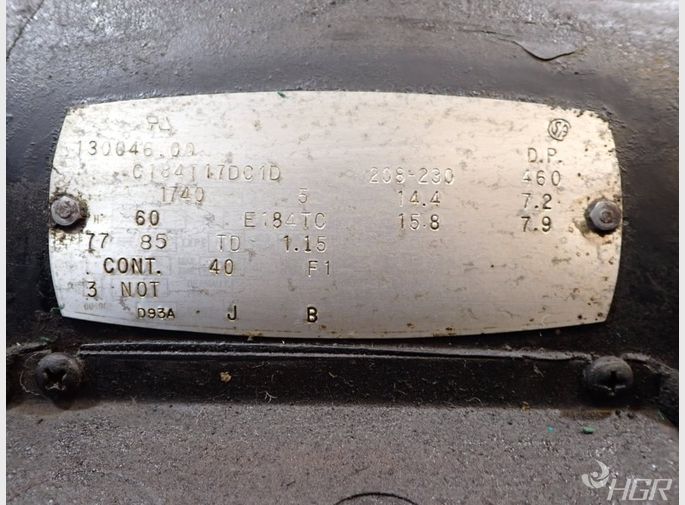 130046.00
D.P.
C184T17DC1D 208-230 460
1740 5 14.4 7.2
60 E184TC 15.8 7.9
77 85 TD 1.15
CONT. 40 F1
3 NOT
D93A J B
HGR